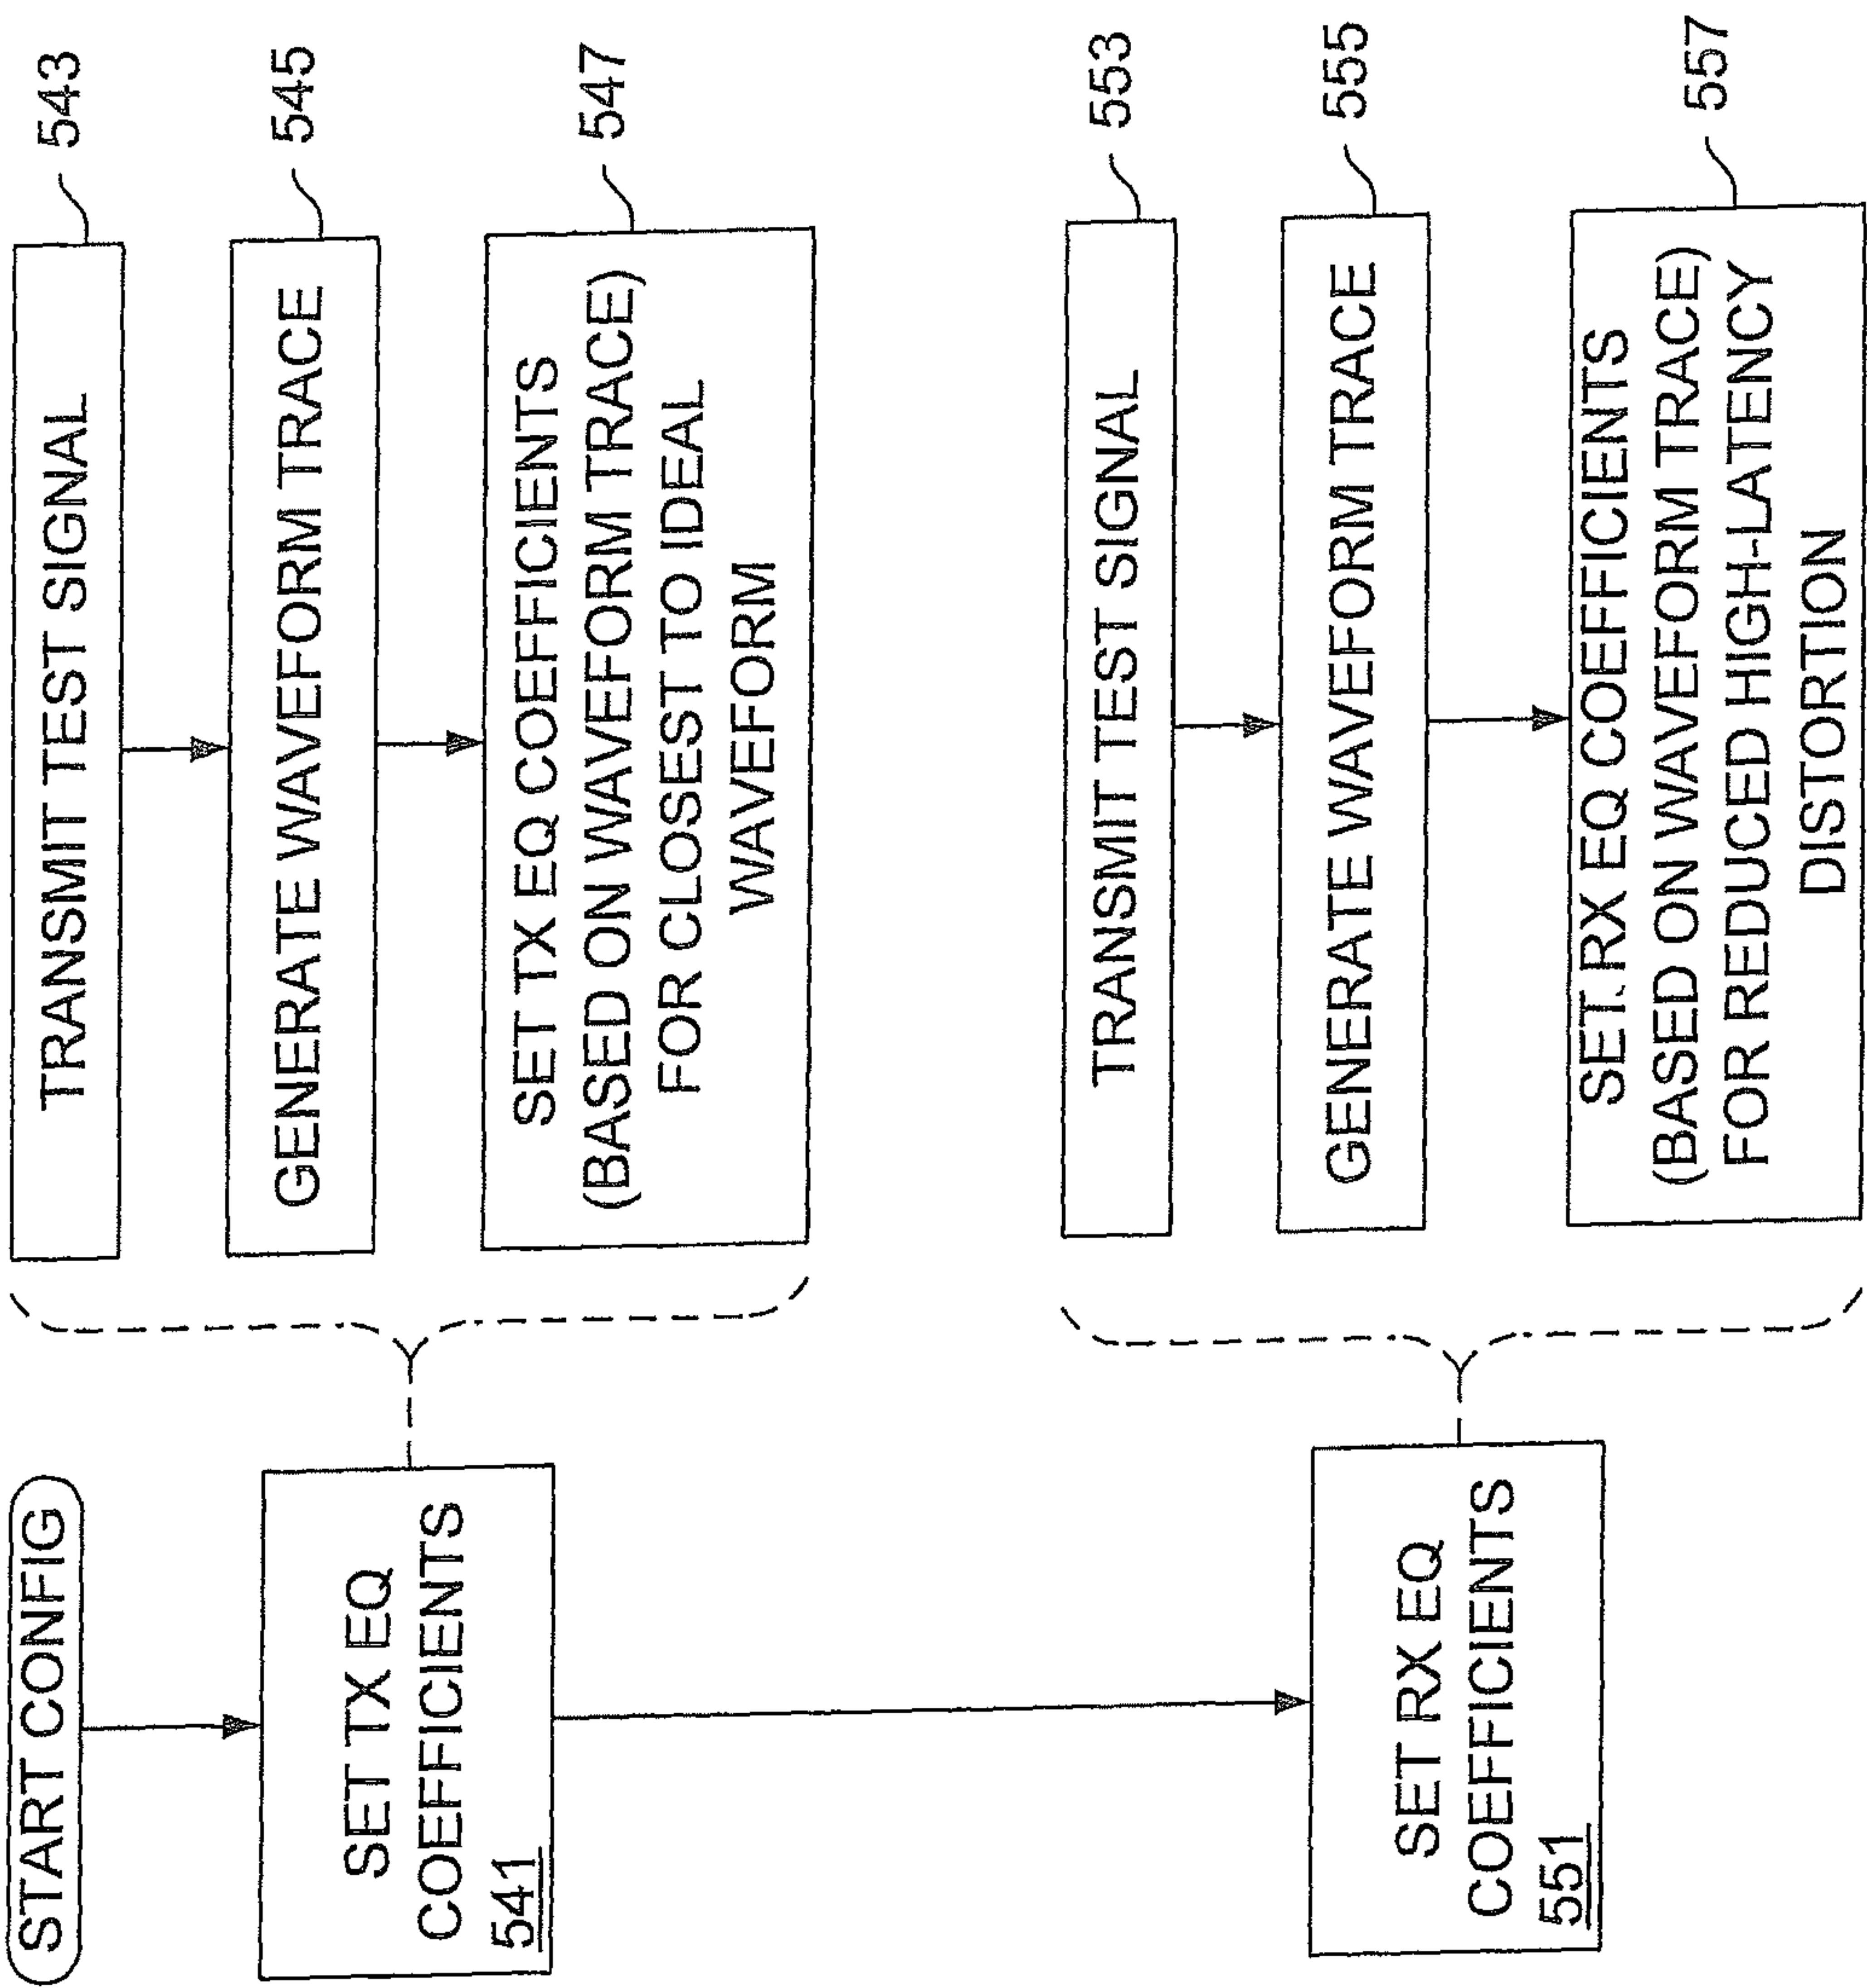 START CONFIG
SET TX EQ
COEFFICIENTS
541
TRANSMIT TEST SIGNAL
543
GENERATE WAVEFORM TRACE
545
SET TX EQ COEFFICIENTS
(BASED ON WAVEFORM TRACE)
FOR CLOSEST TO IDEAL
WAVEFORM
547
SET RX EQ
COEFFICIENTS
551
TRANSMIT TEST SIGNAL
553
GENERATE WAVEFORM TRACE
555
SET RX EQ COEFFICIENTS
(BASED ON WAVEFORM TRACE)
FOR REDUCED HIGH-LATENCY
DISTORTION
557